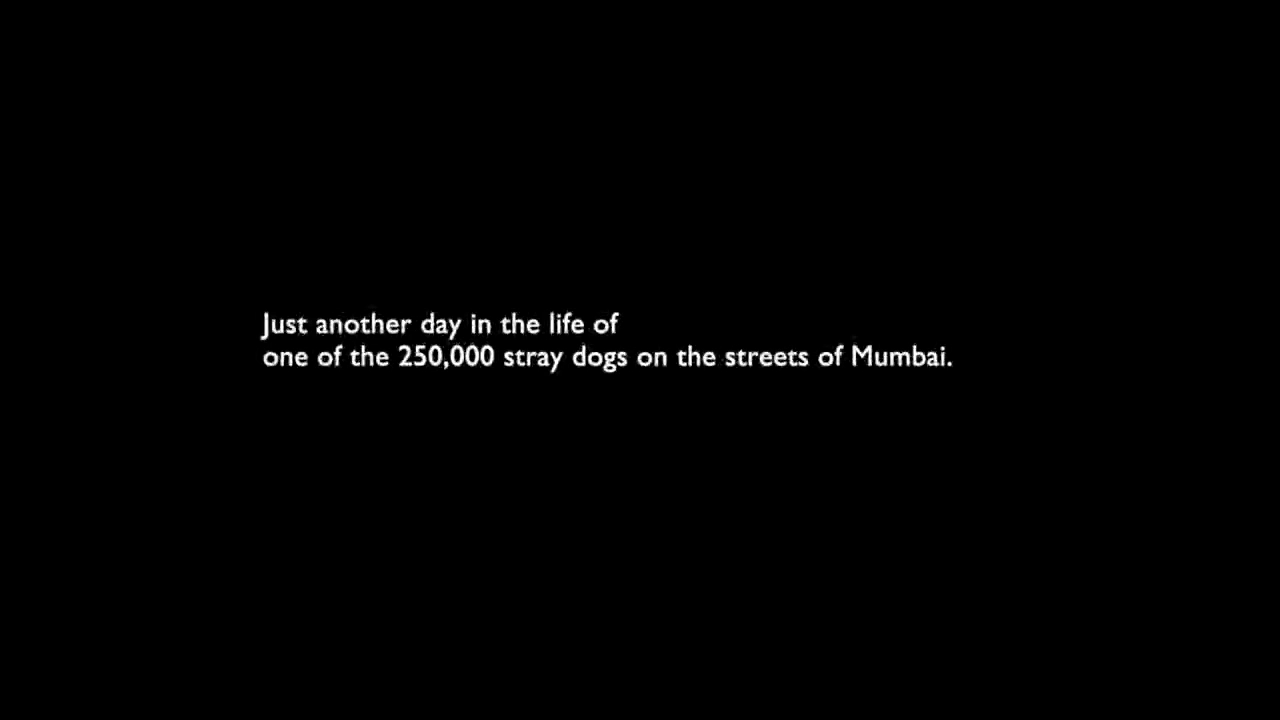 Just another day in the life of
one of the 250,000 stray dogs on the streets of Mumbai.